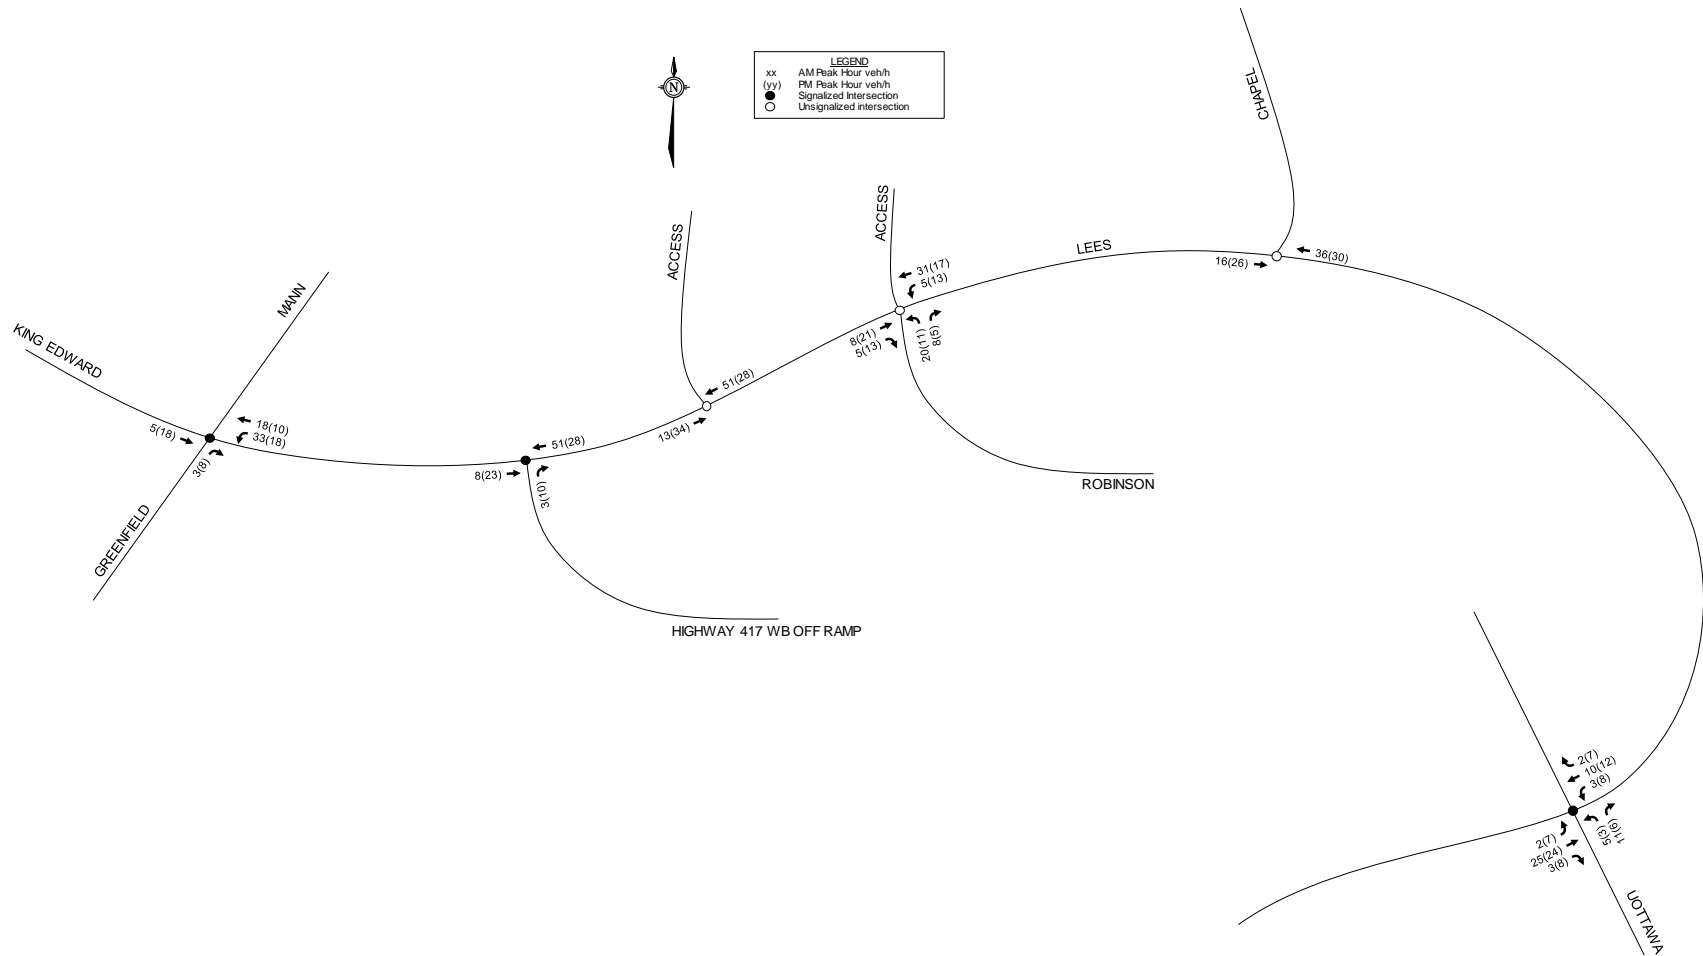 LEGEND
xx AM Peak Hour veh/h
(yy) PM Peak Hour veh/h
Signalized Intersection
Unsignalized intersection
N
CHAPEL
ACCESS
ACCESS
LEES
36(30)
16(26)
31(17)
5(13)
8(21)
5(13)
20(11)
8(5)
MANN
KING EDWARD
51(28)
13(34)
18(10)
33(18)
5(18)
3(8)
51(28)
8(23)
3(10)
ROBINSON
GREENFIELD
HIGHWAY 417 WB OFF RAMP
2(7)
10(12)
3(8)
2(7)
25(24)
3(8)
5(3)
11(6)
UOTTAWA